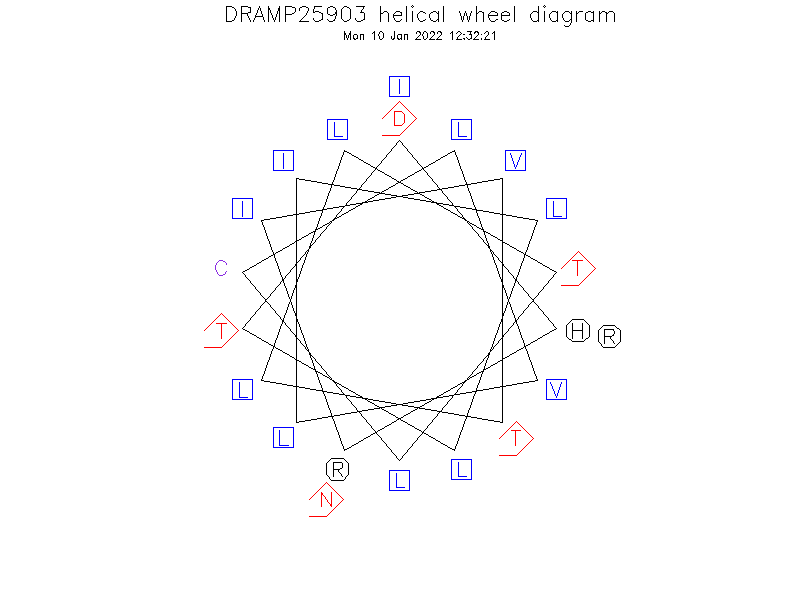 DRAMP25903 helical wheel diagram
Mon 10 Jan 2022 12:32:21
I
D
L L
I V
I L
C T
T H R
L V
L T
R L L
N